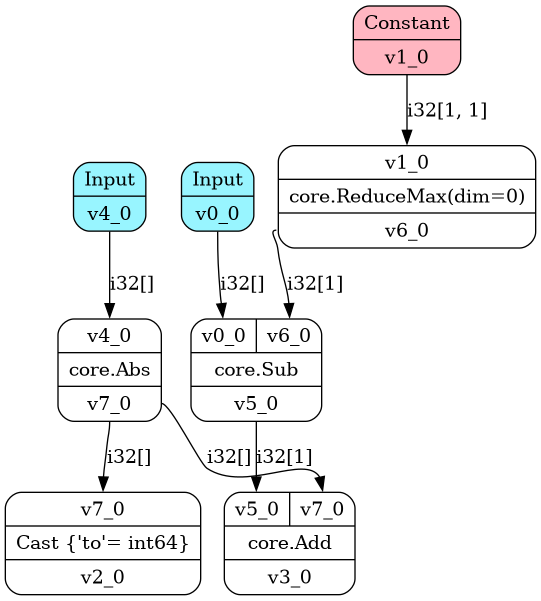 Constant
v1_0
i32[1, 1]
Input
v4_0
Input
v0_0
v1_0
core.ReduceMax(dim=0)
v6_0
i32[]
i32[]
i32[1]
v4_0
core.Abs
v7_0
v0_0 v6_0
core.Sub
v5_0
i32[]
i32[]
i32[1]
v7_0
Cast {'to'= int64}
v2_0
v5_0 v7_0
core.Add
v3_0